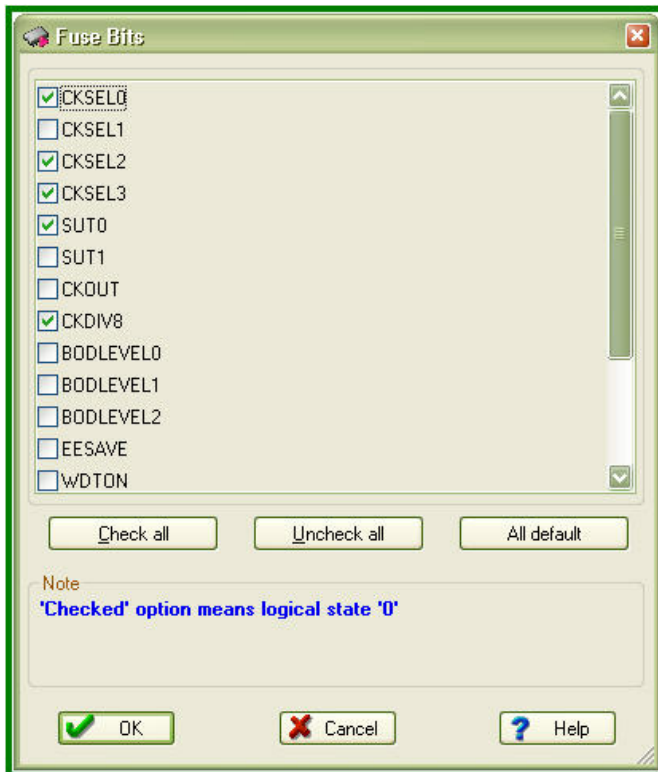 Fuse Bits
CKSEL0
CKSEL1
CKSEL2
CKSEL3
SUT0
SUT1
CKOUT
CKDIV8
BODLEVEL0
BODLEVEL1
BODLEVEL2
EESAVE
WDTON
Check all Uncheck all All default
Note
'Checked' option means logical state '0'
OK Cancel Help